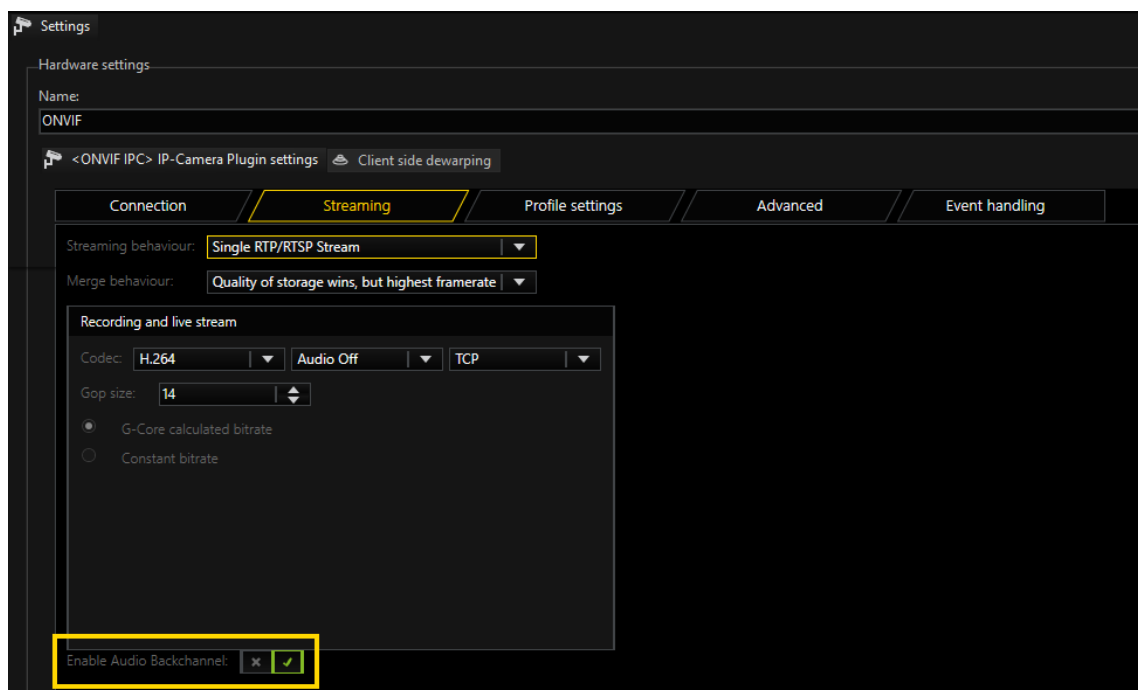 Settings
Hardware settings
Name:
ONVIF
<ONVIF IPC> IP-Camera Plugin settings Client side dewarping
Connection Streaming Profile settings Advanced Event handling
Streaming behaviour: Single RTP/RTSP Stream
Merge behaviour: Quality of storage wins, but highest framerate
Recording and live stream
Codec: H.264 Audio Off TCP
Gop size: 14
G-Core calculated bitrate
Constant bitrate
Enable Audio Backchannel: